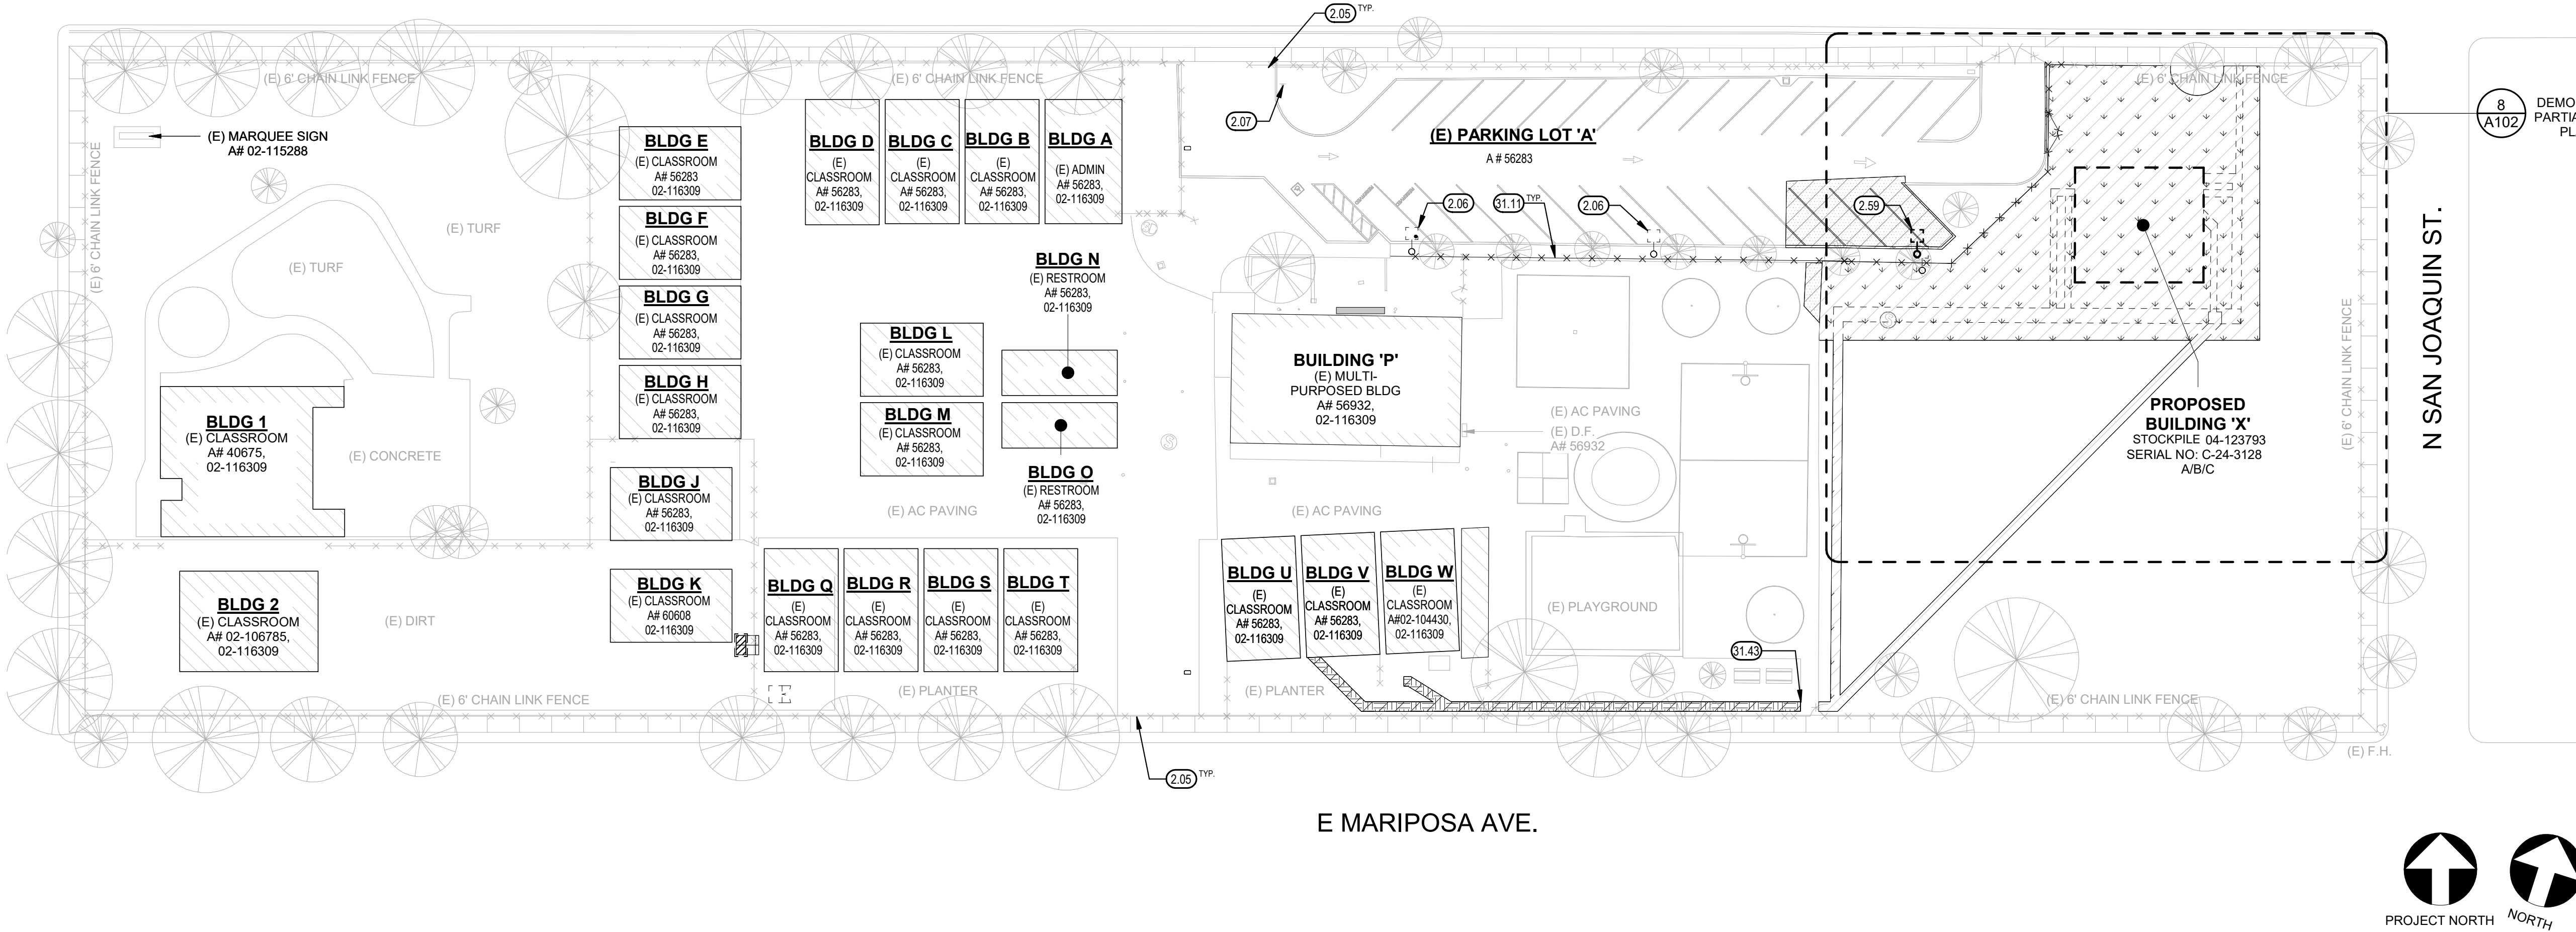 2.05 TYP.
(E) 6' CHAIN LINK FENCE
(E) 6' CHAIN LINK FENCE
(E) 6' CHAIN LINK FENCE
8
A102
DEMO
PARTIA
PL
2.07
(E) MARQUEE SIGN
A# 02-115288
(E) 6' CHAIN LINK FENCE
(E) TURF
(E) TURF
BLDG E
(E) CLASSROOM
A# 56283
02-116309
BLDG F
(E) CLASSROOM
A# 56283,
02-116309
BLDG G
(E) CLASSROOM
A# 56283,
02-116309
BLDG H
(E) CLASSROOM
A# 56283,
02-116309
BLDG D
(E)
CLASSROOM
A# 56283,
02-116309
BLDG C
(E)
CLASSROOM
A# 56283,
02-116309
BLDG B
(E)
CLASSROOM
A# 56283,
02-116309
BLDG A
(E) ADMIN
A# 56283,
02-116309
(E) PARKING LOT 'A'
A # 56283
2.06
31.11 TYP.
2.06
2.59
BLDG N
(E) RESTROOM
A# 56283,
02-116309
BLDG L
(E) CLASSROOM
A# 56283,
02-116309
BLDG M
(E) CLASSROOM
A# 56283,
02-116309
BLDG O
(E) RESTROOM
A# 56283,
02-116309
S
S
S
BUILDING 'P'
(E) MULTI-
PURPOSED BLDG
A# 56932,
02-116309
(E) AC PAVING
(E) D.F.
A# 56932
PROPOSED
BUILDING 'X'
STOCKPILE 04-123793
SERIAL NO: C-24-3128
A/B/C
(E) 6' CHAIN LINK FENCE
N SAN JOAQUIN ST.
BLDG 1
(E) CLASSROOM
A# 40675,
02-116309
(E) CONCRETE
BLDG J
(E) CLASSROOM
A# 56283,
02-116309
(E) AC PAVING
(E) AC PAVING
BLDG 2
(E) CLASSROOM
A# 02-106785,
02-116309
(E) DIRT
BLDG K
(E) CLASSROOM
A# 60608
02-116309
BLDG Q
(E)
CLASSROOM
A# 56283,
02-116309
BLDG R
(E)
CLASSROOM
A# 56283,
02-116309
BLDG S
(E)
CLASSROOM
A# 56283,
02-116309
BLDG T
(E)
CLASSROOM
A# 56283,
02-116309
BLDG U
(E)
CLASSROOM
A# 56283,
02-116309
BLDG V
(E)
CLASSROOM
A# 56283,
02-116309
BLDG W
(E)
CLASSROOM
A#02-104430,
02-116309
(E) PLAYGROUND
31.43
(E) 6' CHAIN LINK FENCE
E
(E) PLANTER
(E) PLANTER
(E) 6' CHAIN LINK FENCE
(E) F.H.
2.05 TYP.
E MARIPOSA AVE.
PROJECT NORTH
NORTH